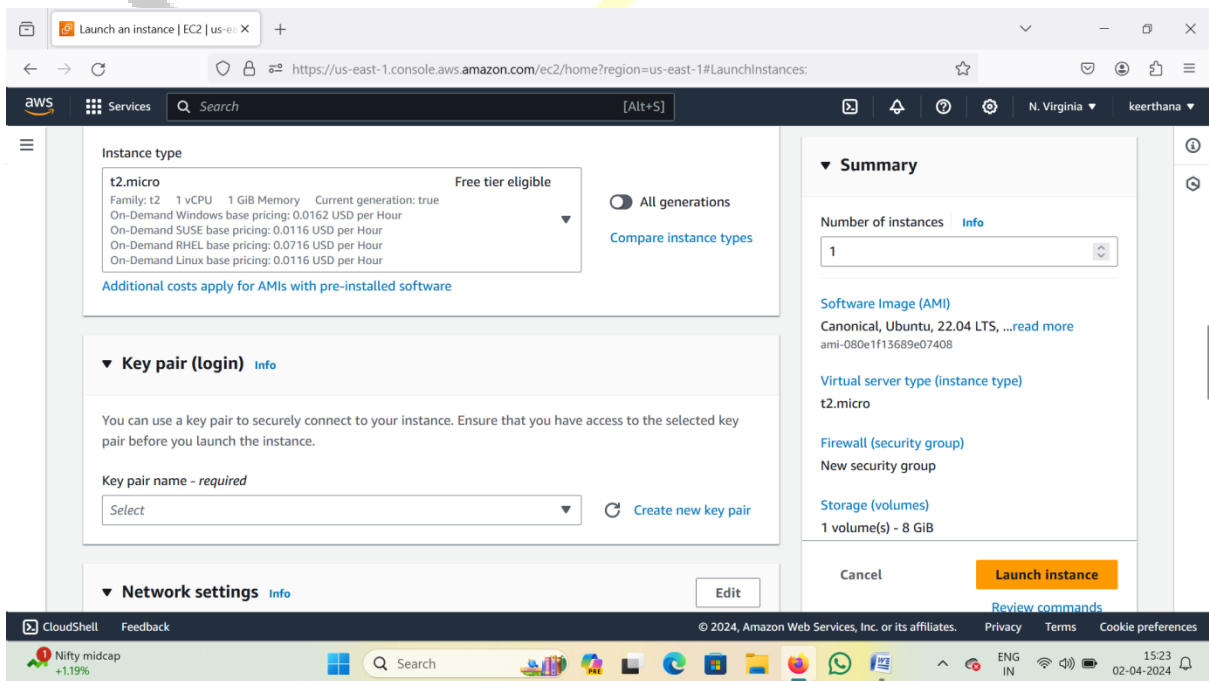 Launch an instance | EC2 | us-ea
https://us-east-1.console.aws.amazon.com/ec2/home?region=us-east-1#LaunchInstances:
aws
Services
Search
[Alt+S]
N. Virginia
keerthana
Instance type
t2.micro
Free tier eligible
Family: t2 1 vCPU 1 GiB Memory Current generation: true
On-Demand Windows base pricing: 0.0162 USD per Hour
On-Demand SUSE base pricing: 0.0116 USD per Hour
On-Demand RHEL base pricing: 0.0716 USD per Hour
On-Demand Linux base pricing: 0.0116 USD per Hour
All generations
Compare instance types
Additional costs apply for AMIs with pre-installed software
Key pair (login) Info
You can use a key pair to securely connect to your instance. Ensure that you have access to the selected key
pair before you launch the instance.
Key pair name - required
Select
Create new key pair
Network settings Info
Edit
Summary
Number of instances Info
1
Software Image (AMI)
Canonical, Ubuntu, 22.04 LTS, ...read more
ami-080e1f13689e07408
Virtual server type (instance type)
t2.micro
Firewall (security group)
New security group
Storage (volumes)
1 volume(s) - 8 GiB
Cancel
Launch instance
Review commands
CloudShell
Feedback
© 2024, Amazon Web Services, Inc. or its affiliates.
Privacy
Terms
Cookie preferences
1
Nifty midcap
+1.19%
Search
PRE
ENG
IN
15:23
02-04-2024